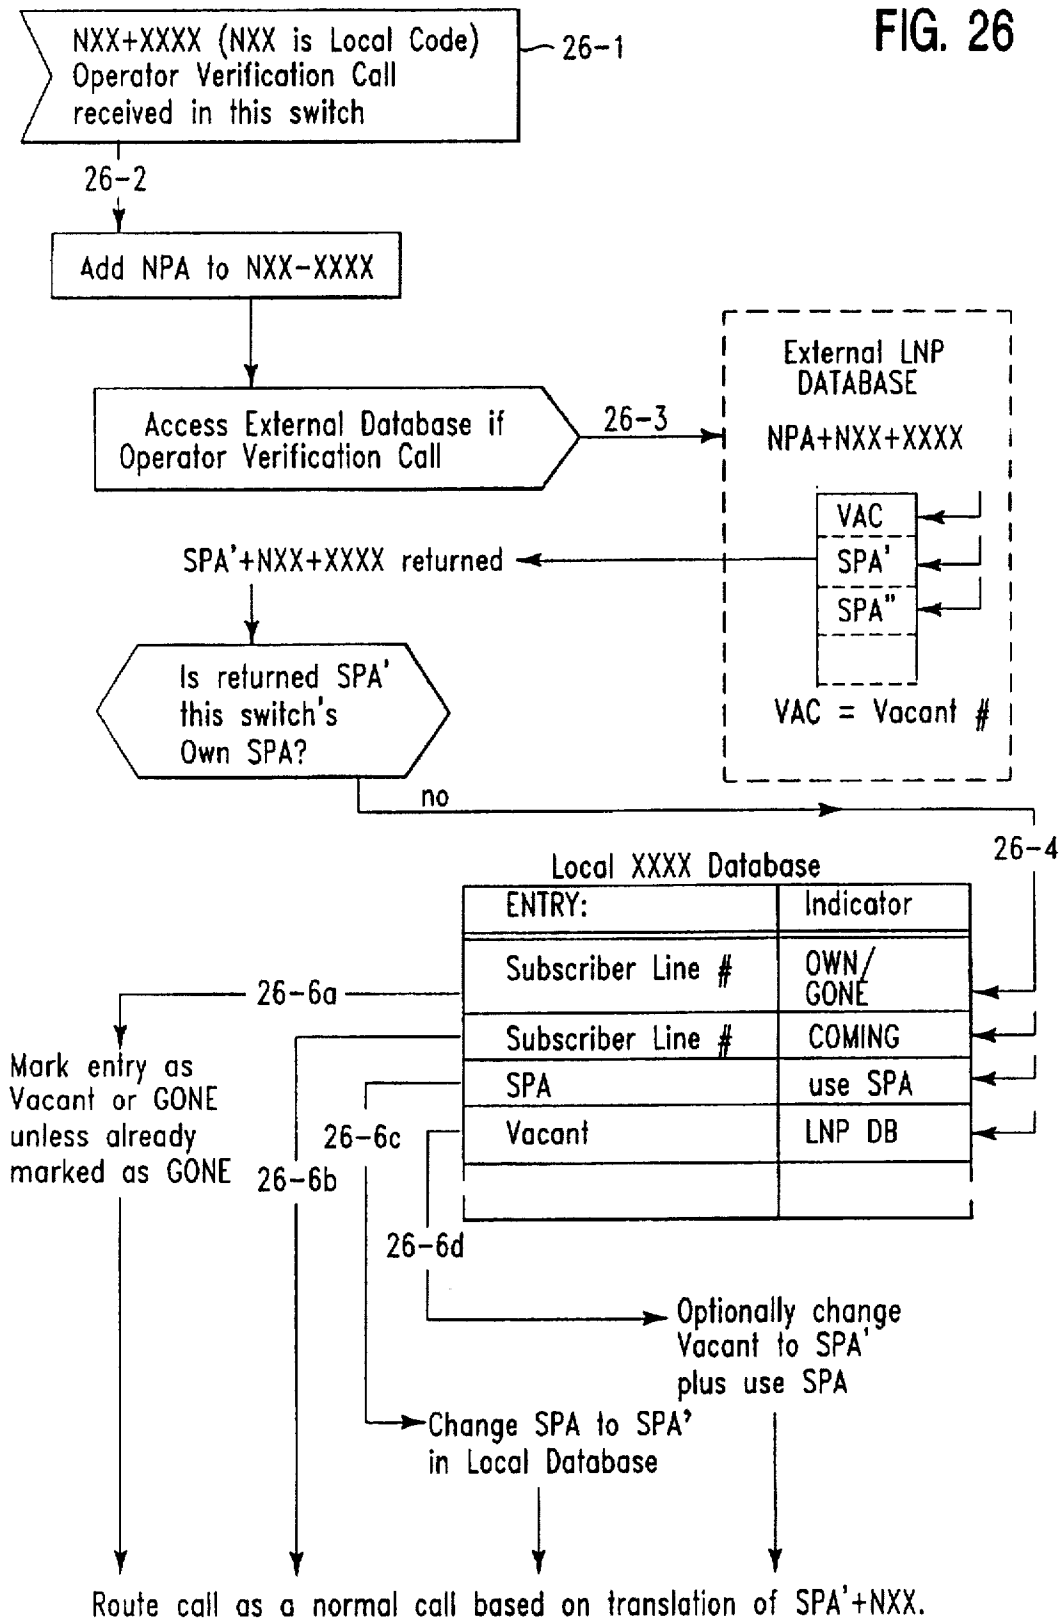 FIG. 26
NXX+XXXX (NXX is Local Code)
Operator Verification Call
received in this switch
26-1
26-2
Add NPA to NXX-XXXX
Access External Database if
Operator Verification Call
26-3
External LNP
DATABASE
NPA+NXX+XXXX
VAC
SPA'
SPA"
VAC = Vacant #
SPA'+NXX+XXXX returned
Is returned SPA'
this switch's
Own SPA?
no
26-4
Local XXXX Database
ENTRY: Indicator
Subscriber Line # OWN/
GONE
Subscriber Line # COMING
SPA use SPA
Vacant LNP DB
26-6a
Mark entry as
Vacant or GONE
unless already
marked as GONE
26-6b
26-6c
26-6d
Optionally change
Vacant to SPA'
plus use SPA
Change SPA to SPA'
in Local Database
Route call as a normal call based on translation of SPA'+NXX.